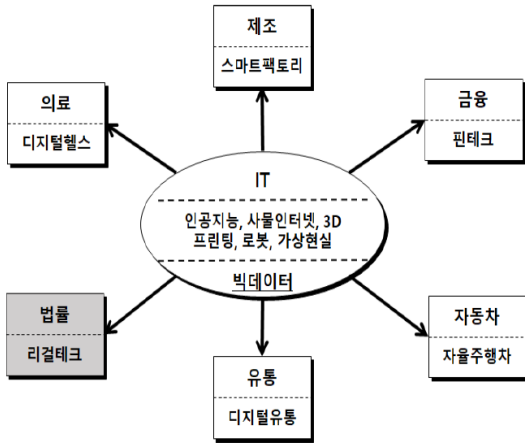 제조
스마트팩토리
의료
디지털헬스
금융
핀테크
IT
인공지능, 사물인터넷, 3D
프린팅, 로봇, 가상현실
빅데이터
법률
리걸테크
자동차
자율주행차
유통
디지털유통